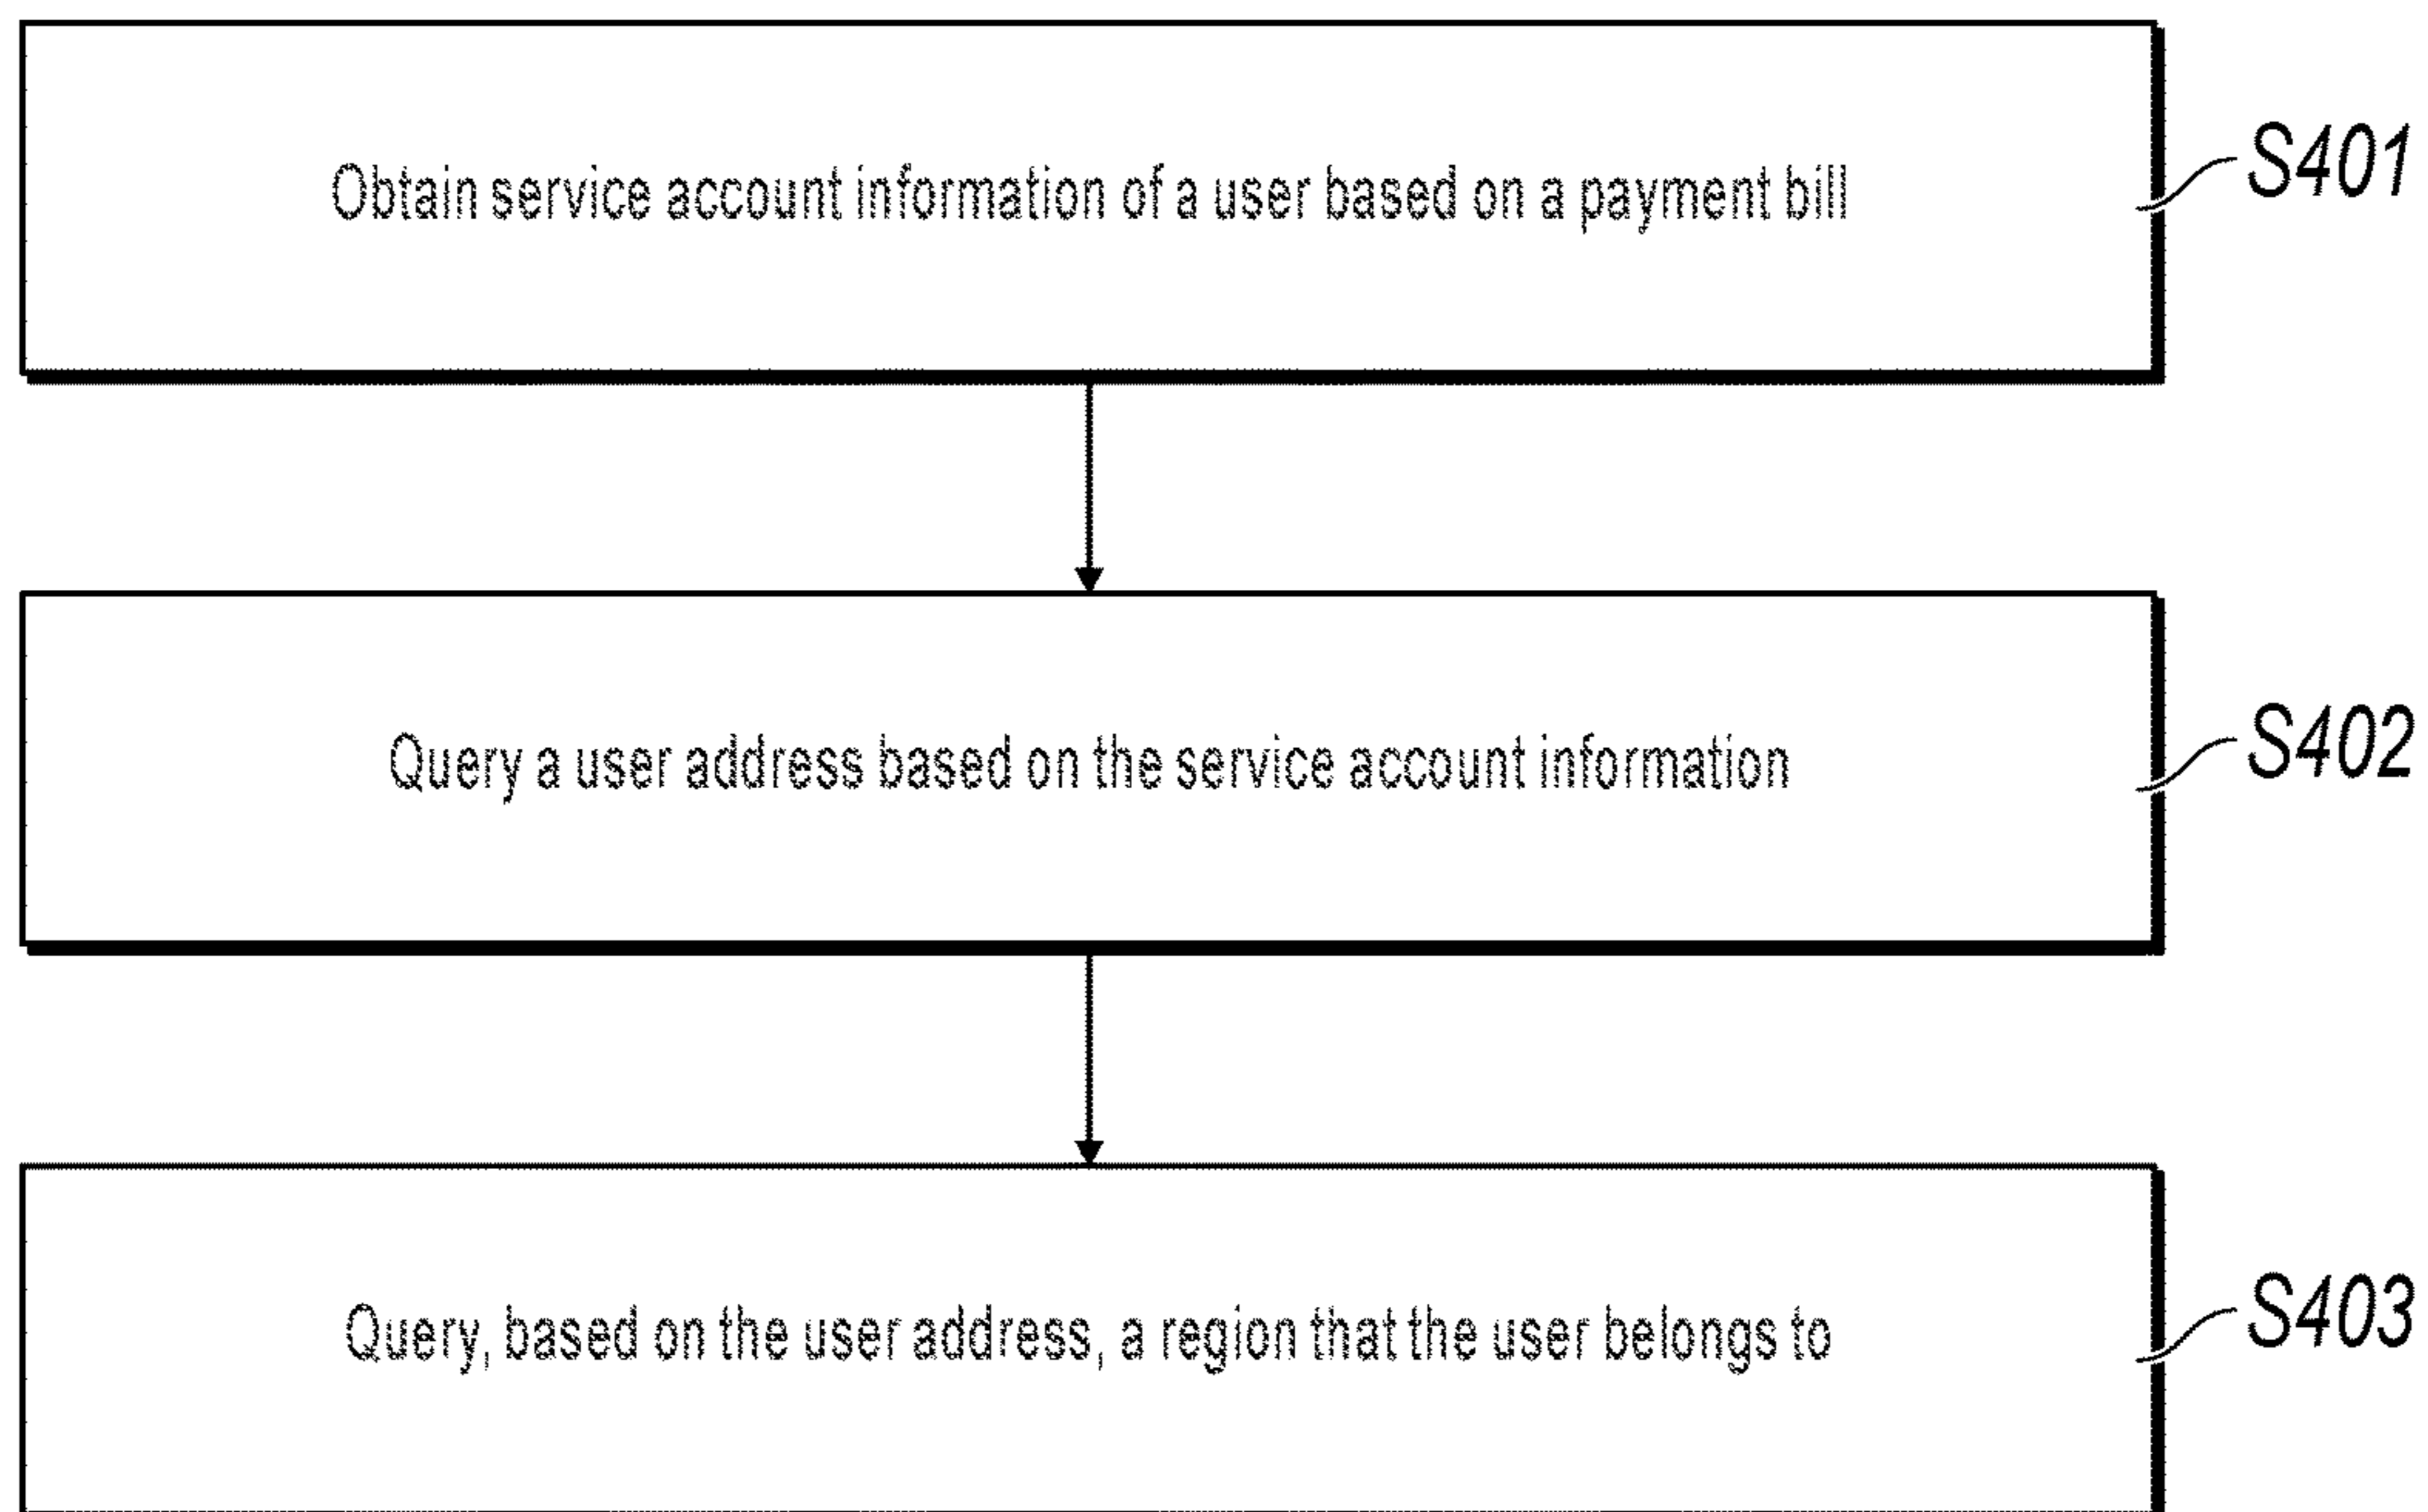 Obtain service account information of a user based on a payment bill
S401
Query a user address based on the service account information
S402
Query, based on the user address, a region that the user belongs to
S403